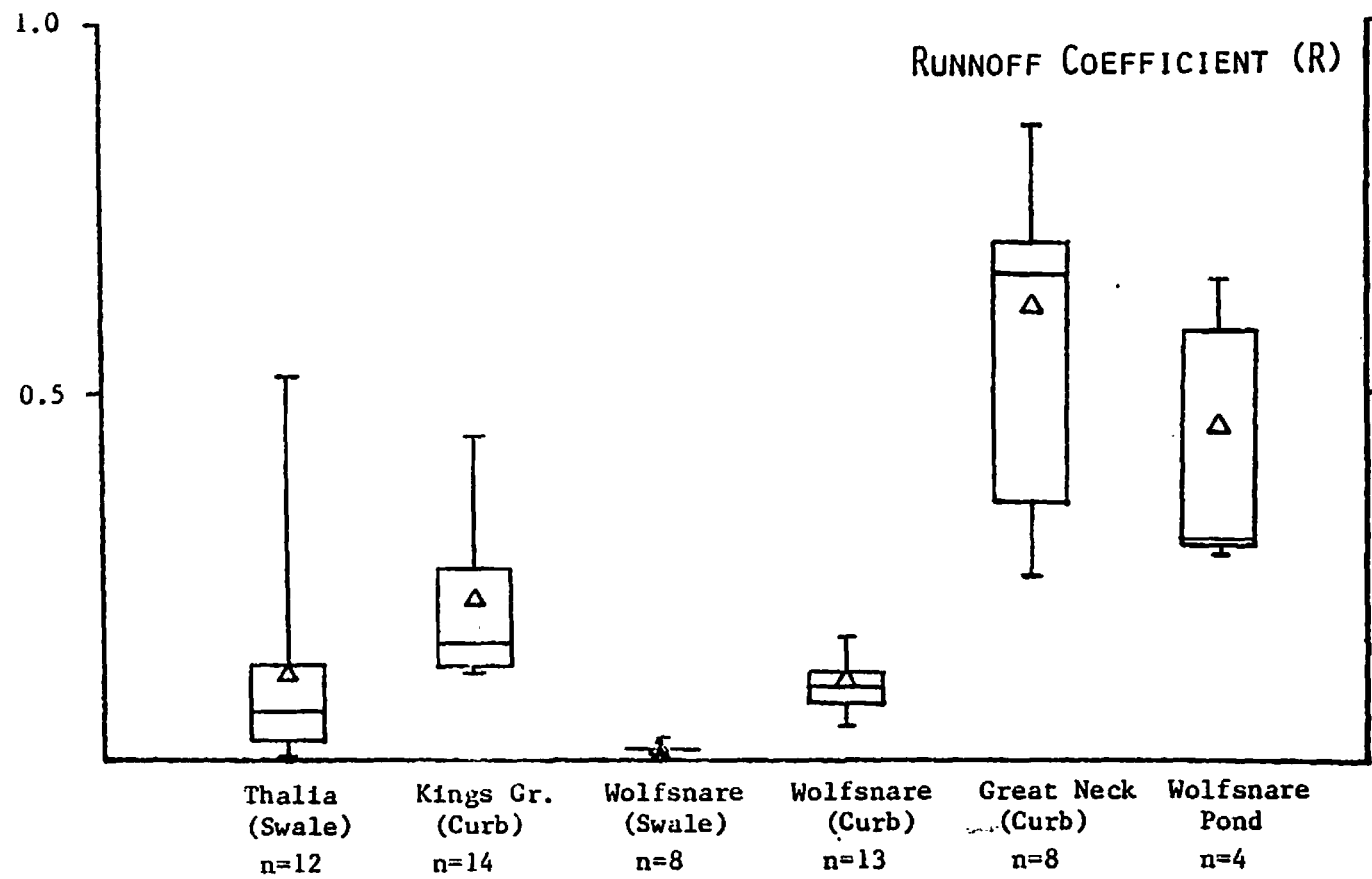 1.0
RUNNOFF COEFFICIENT (R)
0.5
Thalia Kings Gr. Wolfsnare Wolfsnare Great Neck Wolfsnare
(Swale) (Curb) (Swale) (Curb) (Curb) Pond
n=12 n=14 n=8 n=13 n=8 n=4